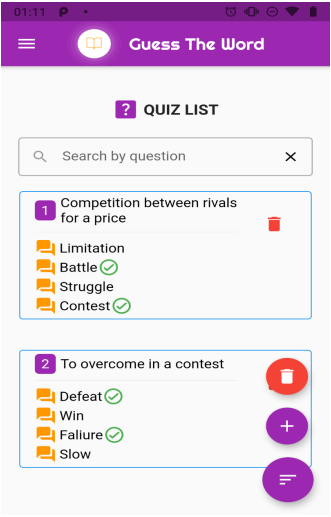 01:11
Guess The Word
? QUIZ LIST
Search by question
1 Competition between rivals
for a price
Limitation
Battle
Struggle
Contest
2 To overcome in a contest
Defeat
Win
Faliure
Slow